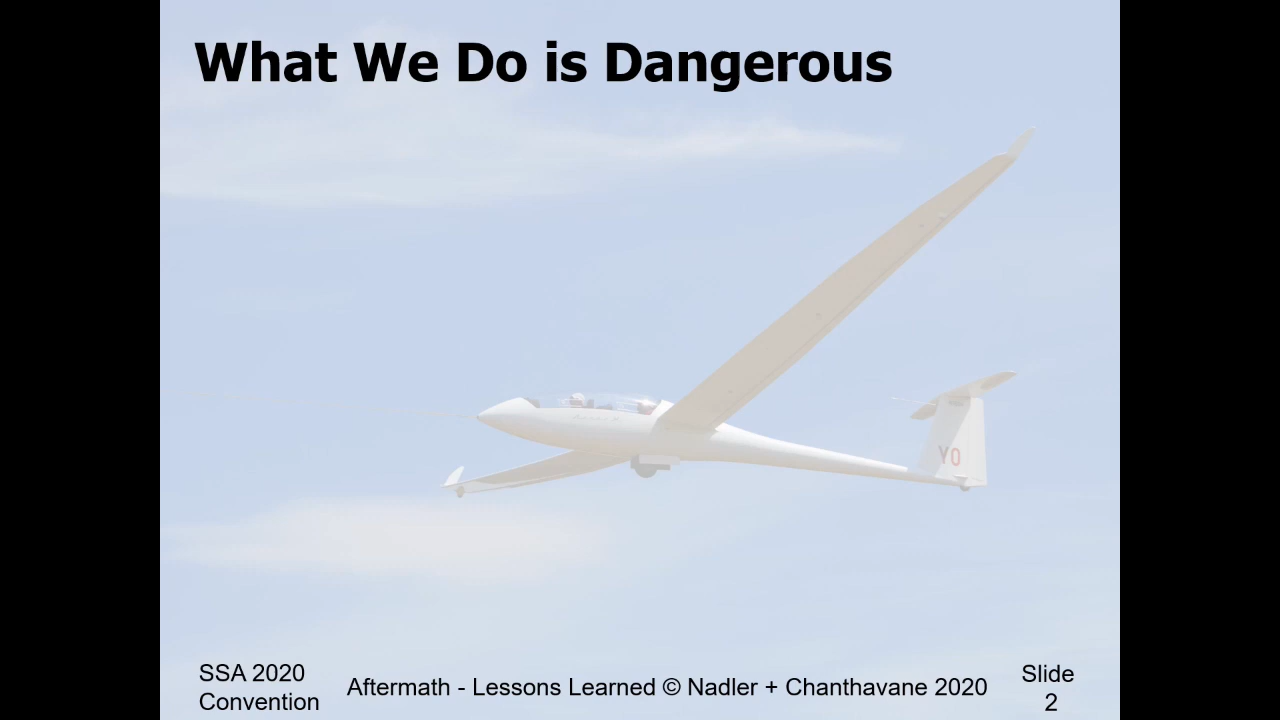 What We Do is Dangerous
YO
SSA 2020
Convention
Aftermath - Lessons Learned © Nadler + Chanthavane 2020
Slide
2